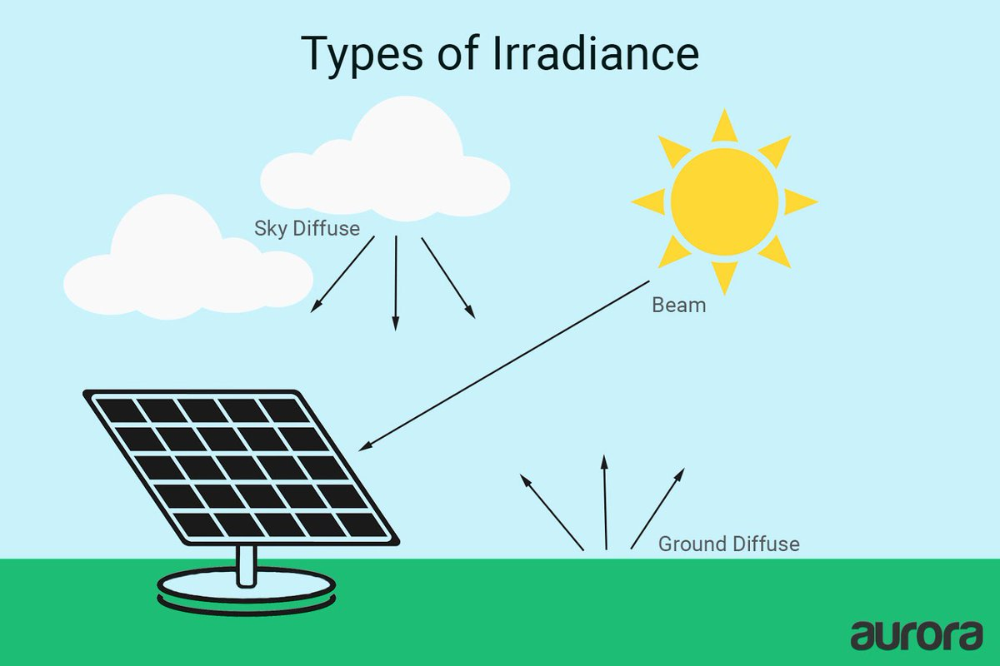 Types of Irradiance
Sky Diffuse
Beam
Ground Diffuse
aurora